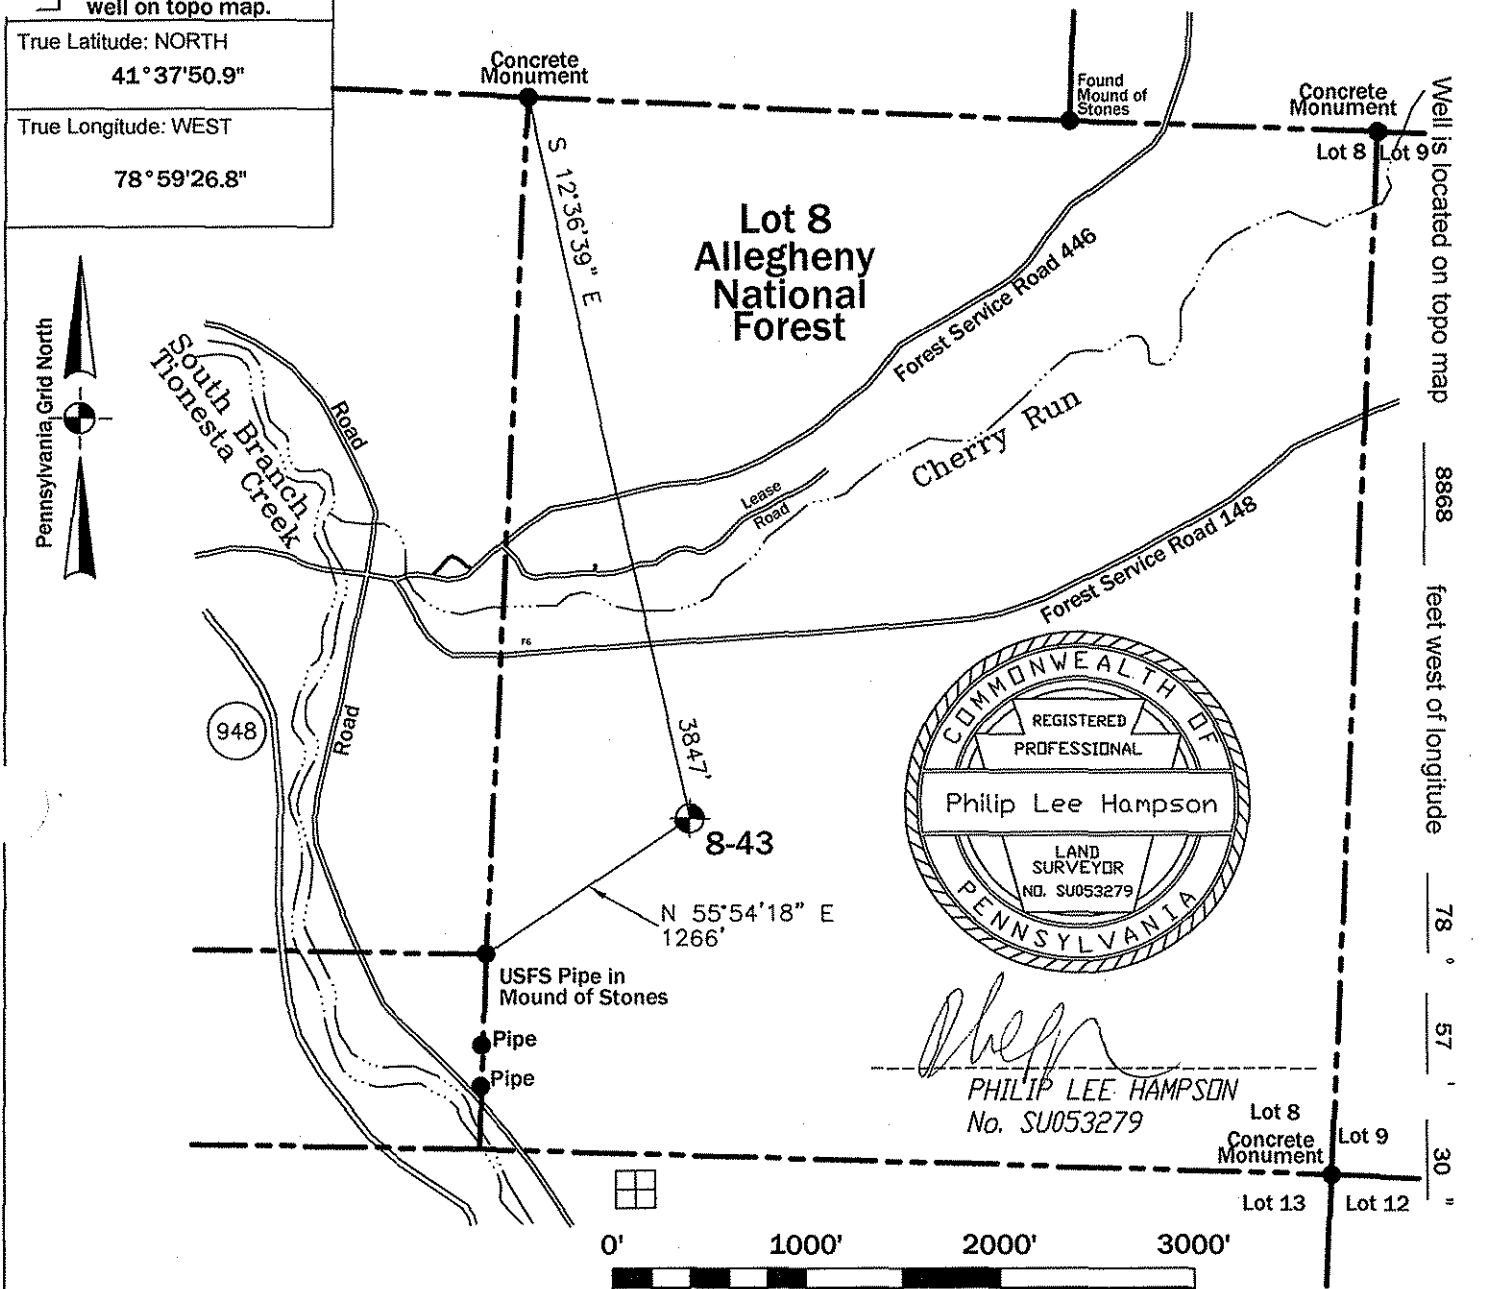 well on topo map.
True Latitude: NORTH
41°37'50.9"
True Longitude: WEST
78°59'26.8"
Concrete
Monument
Found
Mound of
Stones
Concrete
Monument
Lot 8
Lot 9
S 12°36'39" E
3847'
Lot 8
Allegheny
National
Forest
Forest Service Road 446
Cherry Run
Lease
Road
Forest Service Road 148
Pennsylvania Grid North
South Branch
Tionesta Creek
Road
Road
F6
948
8-43
N 55°54'18" E
1266'
USFS Pipe in
Mound of Stones
Pipe
Pipe
COMMONWEALTH OF
REGISTERED
PROFESSIONAL
Philip Lee Hampson
LAND
SURVEYOR
NO. SU053279
PENNSYLVANIA
PHILIP LEE HAMPSON
No. SU053279
Lot 8
Lot 9
Concrete
Monument
Lot 13
Lot 12
0' 1000' 2000' 3000'
Well is located on topo map 8868 feet west of longitude 78 ° 57 ' 30 "